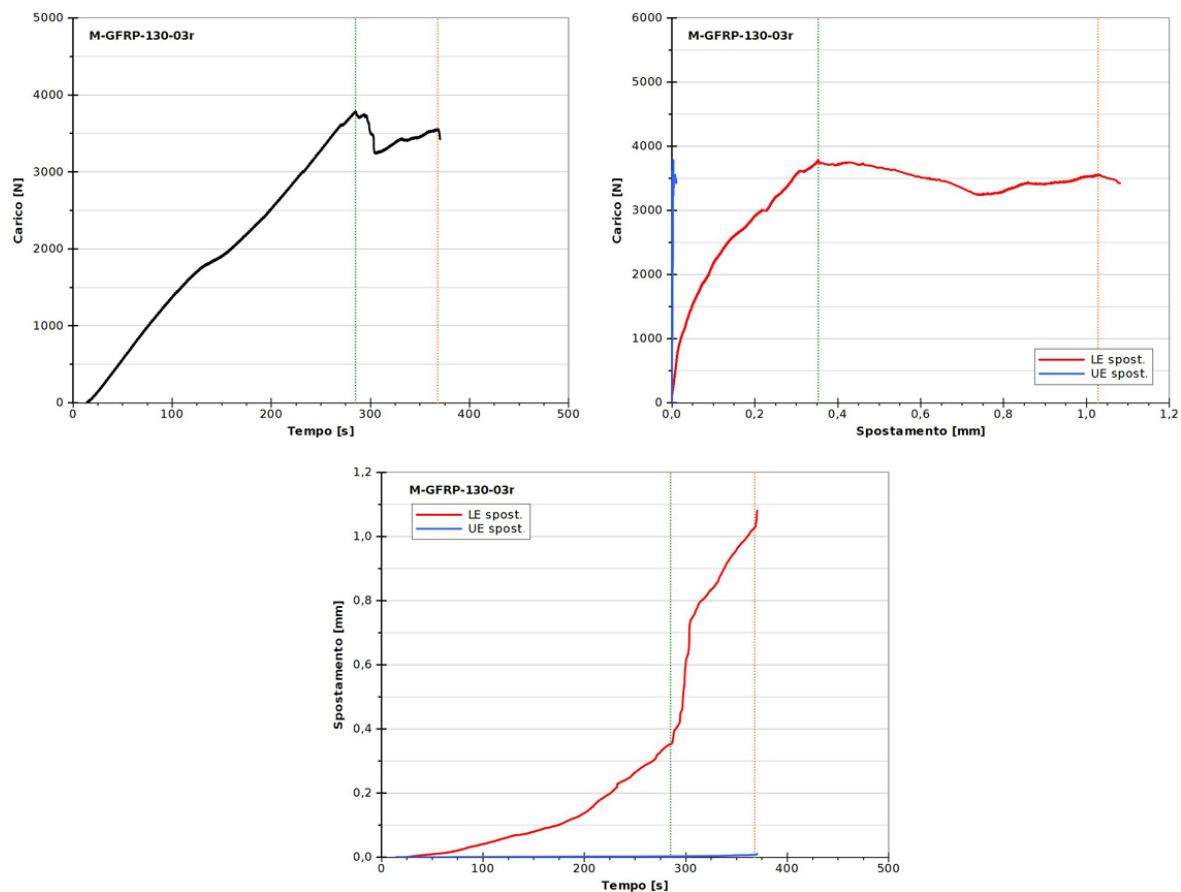 M-GFRP-130-03r
5000
4000
3000
2000
1000
0
Carico [N]
0 100 200 300 400 500
Tempo [s]
M-GFRP-130-03r
6000
5000
4000
3000
2000
1000
0
Carico [N]
LE spost.
UE spost.
0,0 0,2 0,4 0,6 0,8 1,0 1,2
Spostamento [mm]
M-GFRP-130-03r
LE spost.
UE spost.
1,2
1,0
0,8
0,6
0,4
0,2
0,0
Spostamento [mm]
0 100 200 300 400 500
Tempo [s]